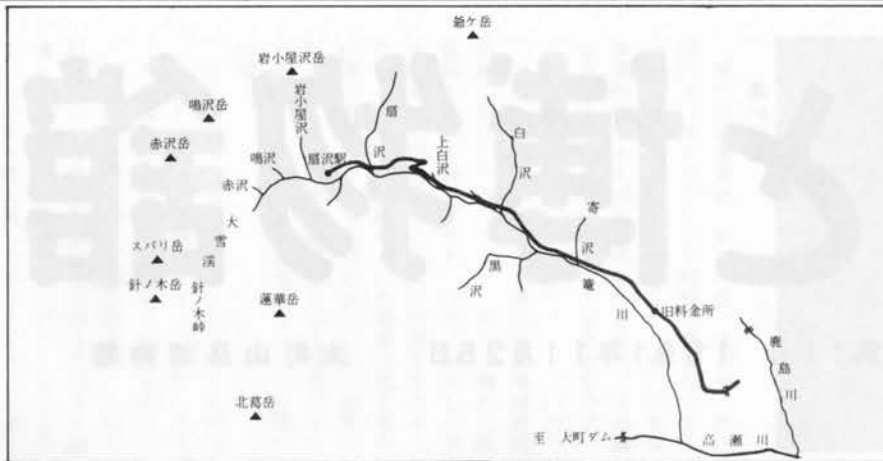 爺ケ岳
岩小屋沢岳
鳴沢岳
赤沢岳
スバリ岳
針ノ木岳
蓮華岳
北葛岳
岩小屋沢
扇沢
白沢
上白沢
鳴沢
扇沢駅
赤沢
大雪渓
針ノ木峠
寄沢
黒沢
篭川
旧料金所
鹿島川
至 大町ダム
高瀬川